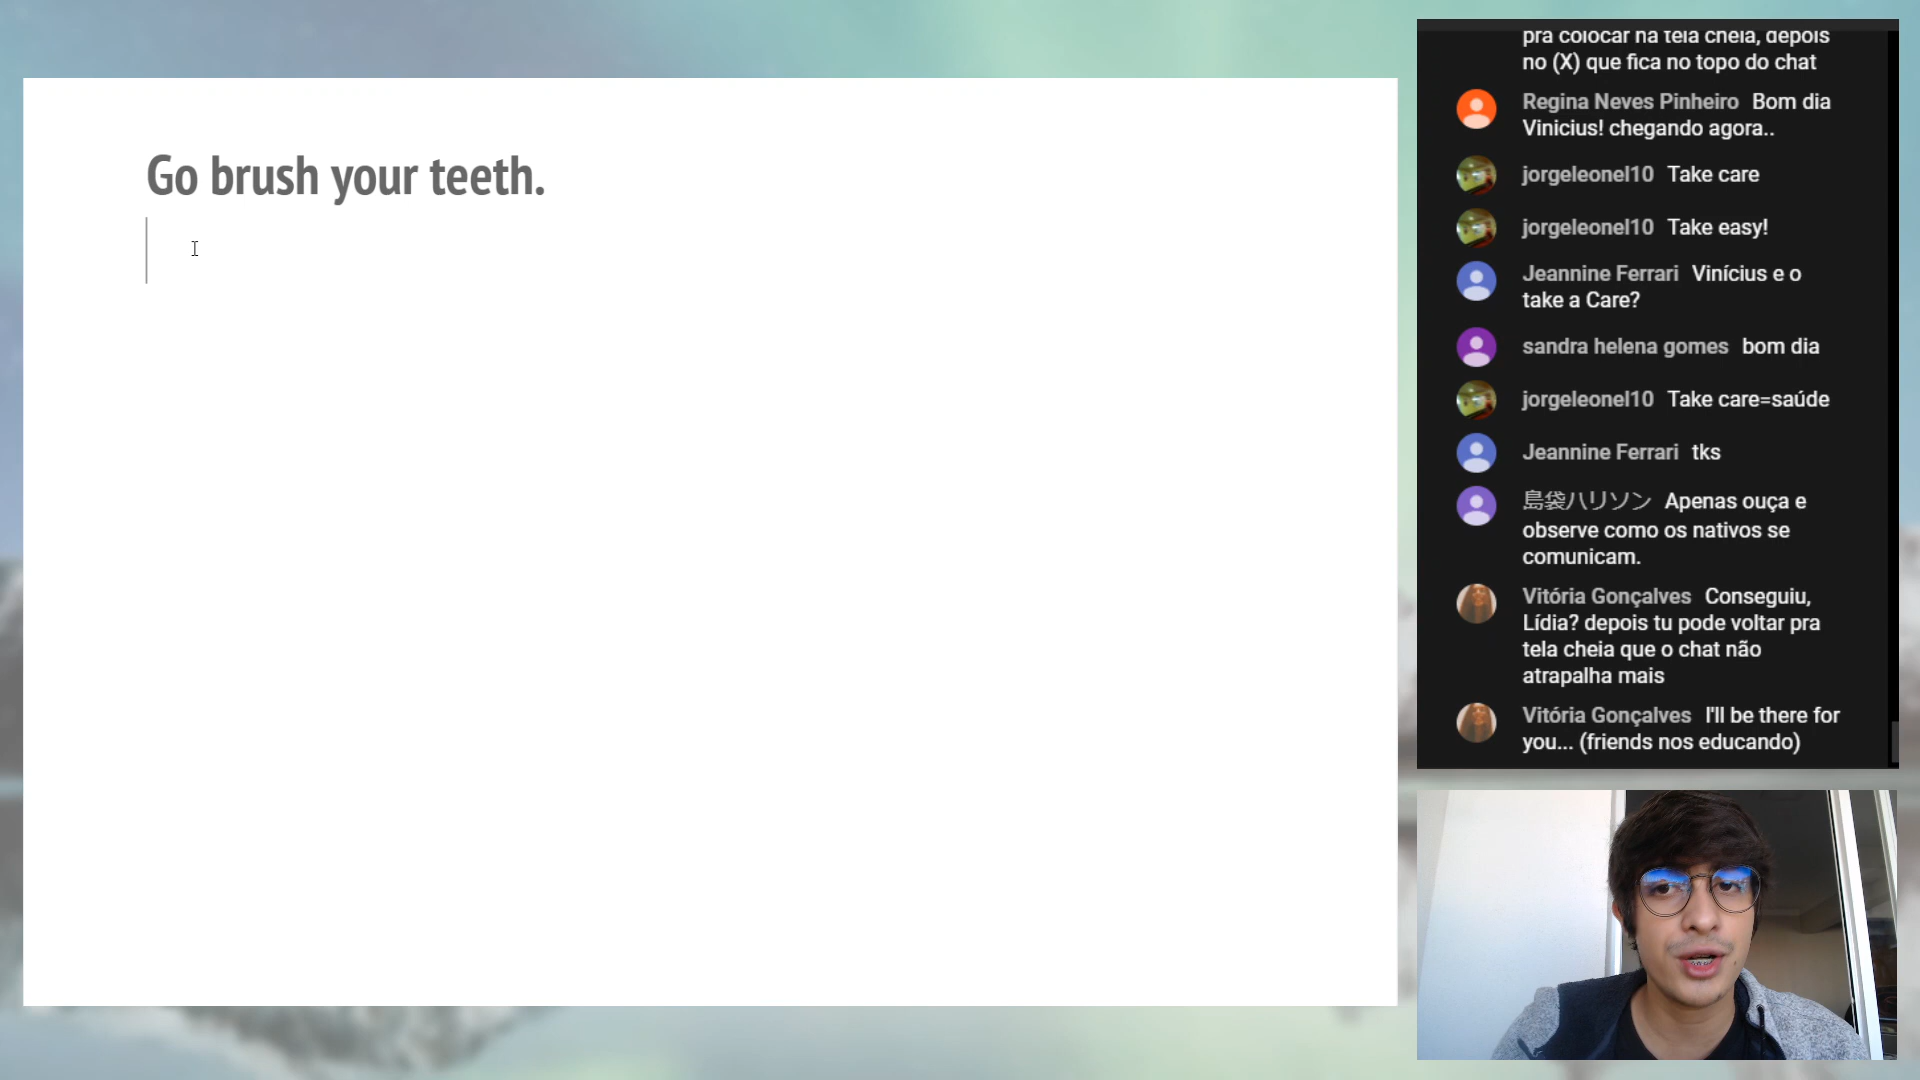 Go brush your teeth.
pra colocar na tela cheia, depois
no (X) que fica no topo do chat
Regina Neves Pinheiro Bom dia
Vinicius! chegando agora..
jorgeleonel10 Take care
jorgeleonel10 Take easy!
Jeannine Ferrari Vinícius e o
take a Care?
sandra helena gomes bom dia
jorgeleonel10 Take care=saúde
Jeannine Ferrari tks
島袋ハリソン Apenas ouça e
observe como os nativos se
comunicam.
Vitória Gonçalves Conseguiu,
Lídia? depois tu pode voltar pra
tela cheia que o chat não
atrapalha mais
Vitória Gonçalves I'll be there for
you... (friends nos educando)